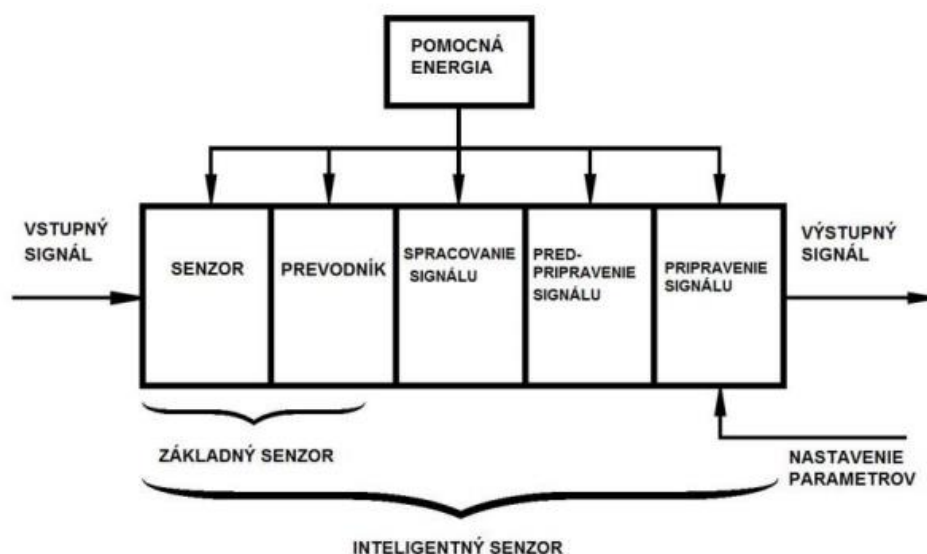 POMOCNÁ
ENERGIA
VSTUPNÝ
SIGNÁL
SENZOR
PREVODNÍK
SPRACOVANIE
SIGNÁLU
PRED-
PRIPRAVENIE
SIGNÁLU
PRIPRAVENIE
SIGNÁLU
VÝSTUPNÝ
SIGNÁL
ZÁKLADNÝ SENZOR
NASTAVENIE
PARAMETROV
INTELIGENTNÝ SENZOR